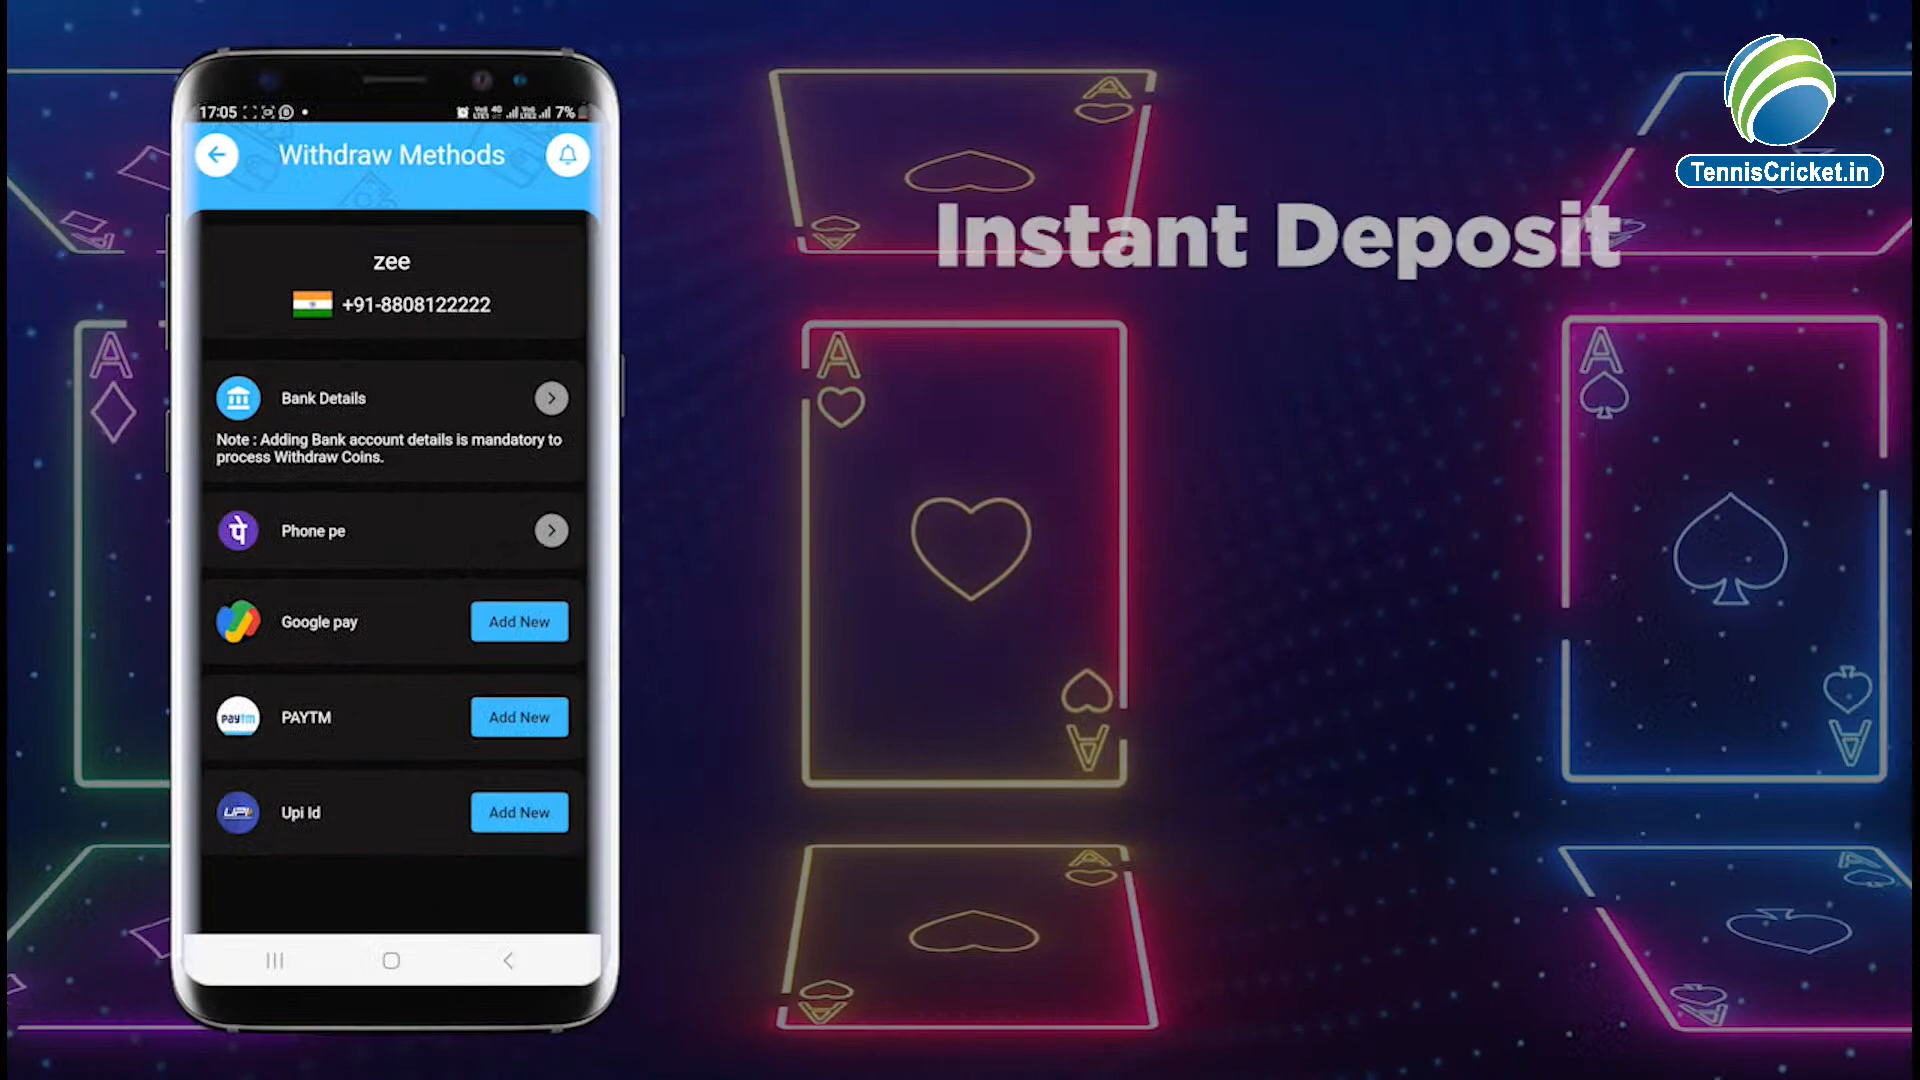 17:05
7%
Withdraw Methods
zee
+91-8808122222
Bank Details
Note : Adding Bank account details is mandatory to
process Withdraw Coins.
पे
Phone pe
Google pay
Add New
Paytm
PAYTM
Add New
UPI
Upi Id
Add New
Instant Deposit
TennisCricket.in
A
A
A
A
A
A
A
A
A
A
A